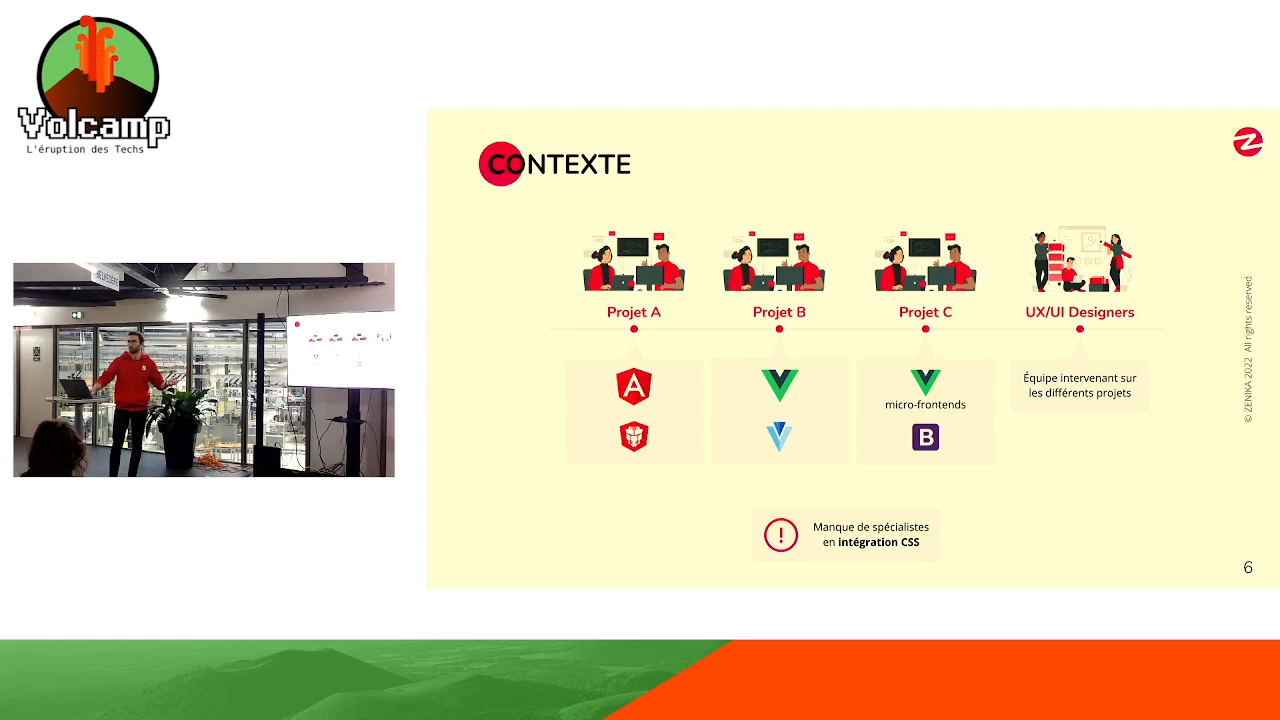 Volcamp
L'éruption des Techs
CONTEXTE
Projet A
Projet B
Projet C
UX/UI Designers
micro-frontends
Équipe intervenant sur
les différents projets
Manque de spécialistes
en intégration CSS
© ZENIKA 2022 All rights reserved
6